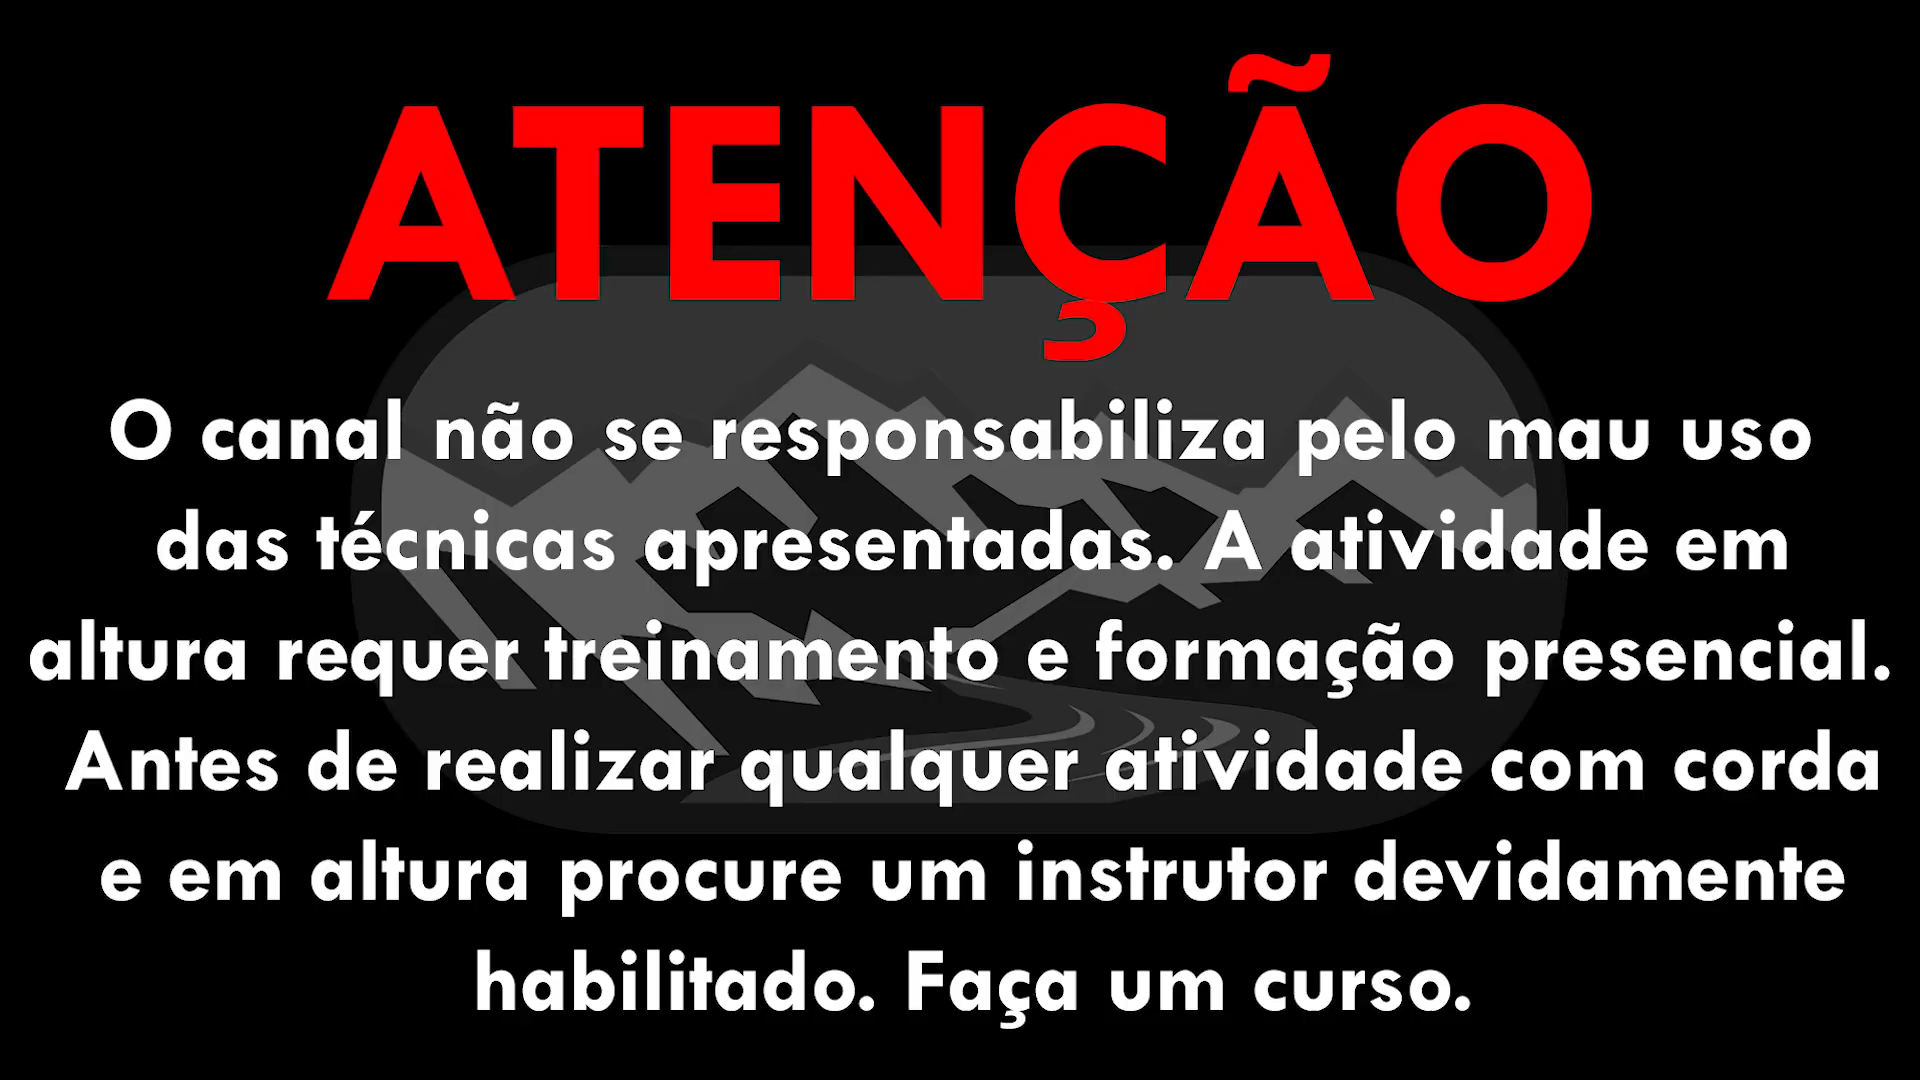 ATENÇÃO
O canal não se responsabiliza pelo mau uso
das técnicas apresentadas. A atividade em
altura requer treinamento e formação presencial.
Antes de realizar qualquer atividade com corda
e em altura procure um instrutor devidamente
habilitado. Faça um curso.